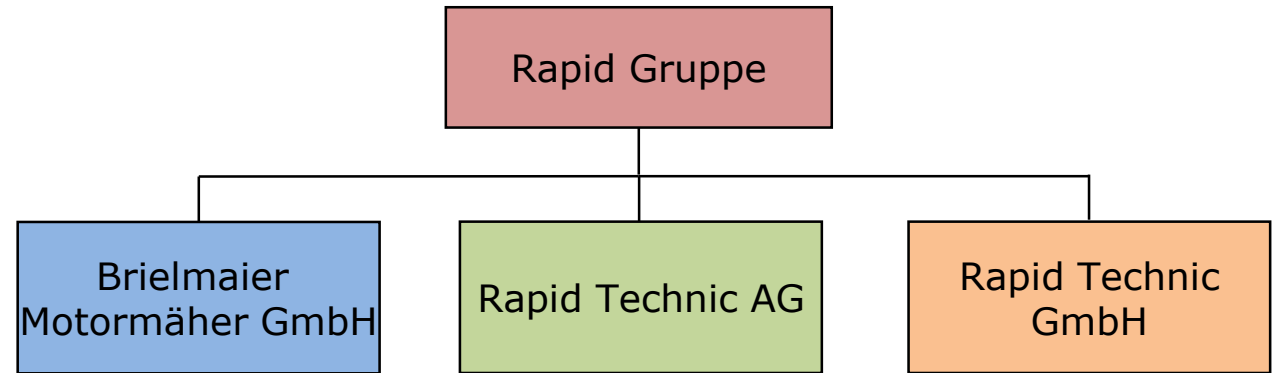 Rapid Gruppe
Brielmaier
Motormäher GmbH
Rapid Technic AG
Rapid Technic
GmbH